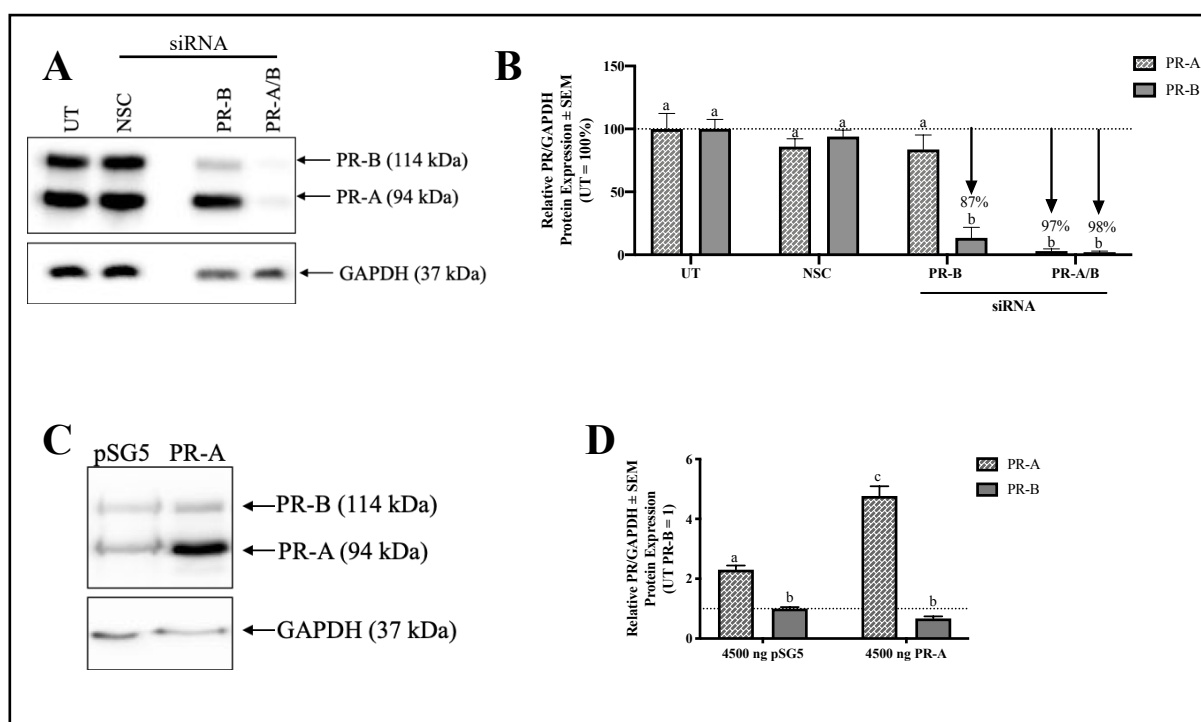 A
siRNA
UT
NSC
PR-B
PR-A/B
PR-B (114 kDa)
PR-A (94 kDa)
GAPDH (37 kDa)
B
Relative PR/GAPDH
Protein Expression ± SEM
(UT = 100%)
150
100
50
0
a
a
a
a
a
87%
b
97%
b
98%
b
UT
NSC
PR-B
PR-A/B
siRNA
PR-A
PR-B
C
pSG5 PR-A
PR-B (114 kDa)
PR-A (94 kDa)
GAPDH (37 kDa)
D
Relative PR/GAPDH ± SEM
Protein Expression
(UT PR-B = 1)
6
4
2
0
a
b
c
b
4500 ng pSG5
4500 ng PR-A
PR-A
PR-B